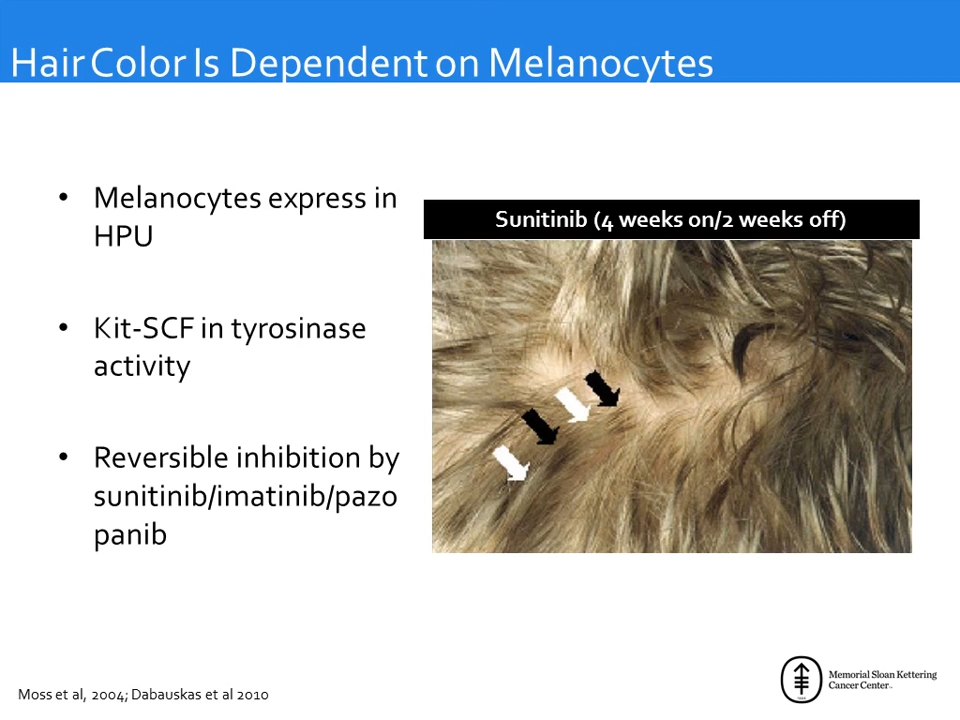 Hair Color Is Dependent on Melanocytes
• Melanocytes express in
HPU
• Kit-SCF in tyrosinase
activity
• Reversible inhibition by
sunitinib/imatinib/pazo
panib
Sunitinib (4 weeks on/2 weeks off)
Moss et al, 2004; Dabauskas et al 2010
Memorial Sloan Kettering
Cancer Center